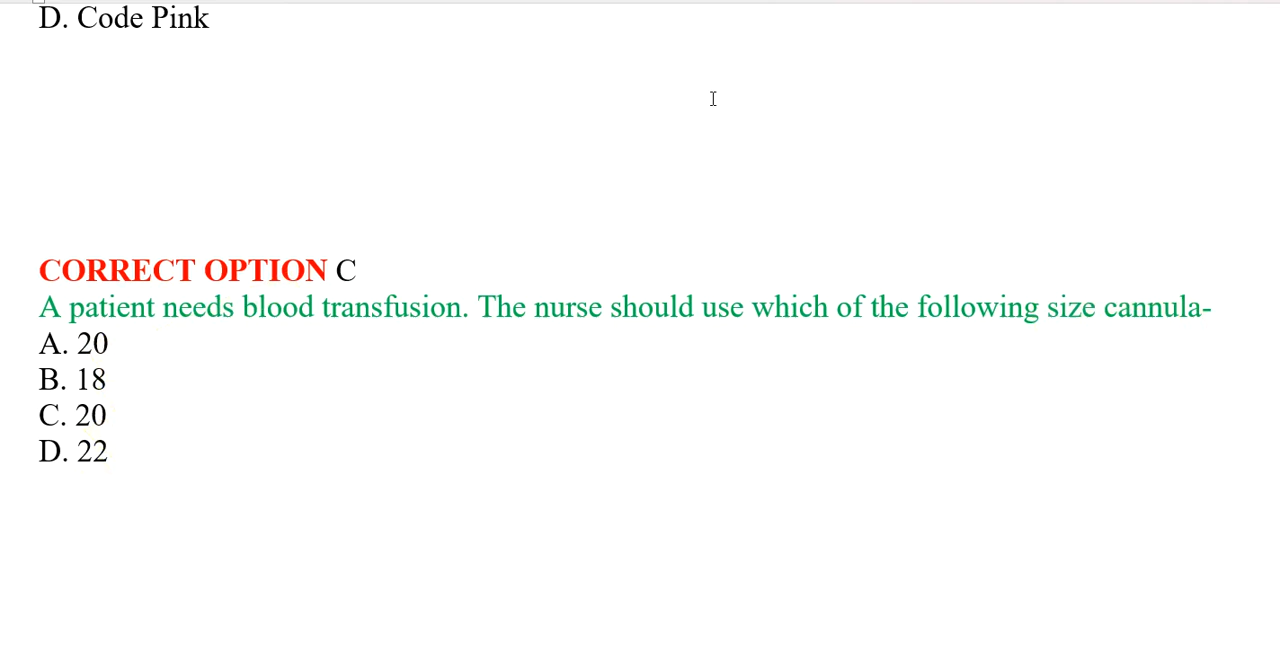 D. Code Pink
CORRECT OPTION C
A patient needs blood transfusion. The nurse should use which of the following size cannula-
A. 20
B. 18
C. 20
D. 22